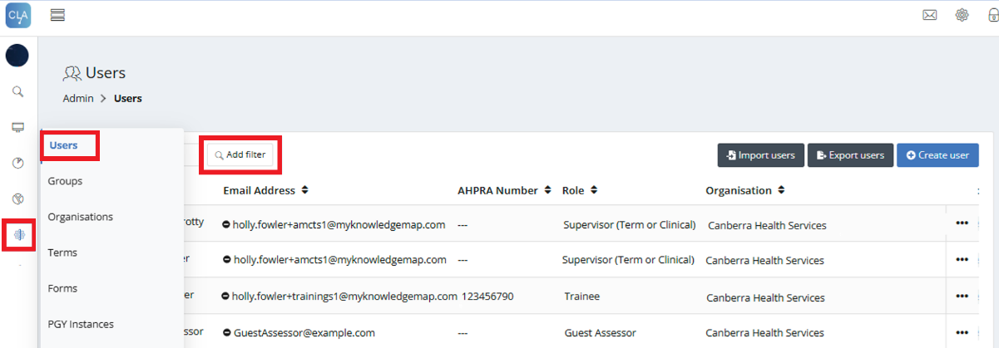 CLA
Users
Admin > Users
Users
Add filter
Import users
Export users
Create user
Groups
Organisations
Terms
Forms
PGY Instances
Email Address AHPRA Number Role Organisation
rotty holly.fowler+amcts1@myknowledgemap.com --- Supervisor (Term or Clinical) Canberra Health Services •••
er holly.fowler+amcts1@myknowledgemap.com --- Supervisor (Term or Clinical) Canberra Health Services •••
er holly.fowler+trainings1@myknowledgemap.com 123456790 Trainee Canberra Health Services •••
ssor GuestAssessor@example.com --- Guest Assessor Canberra Health Services •••